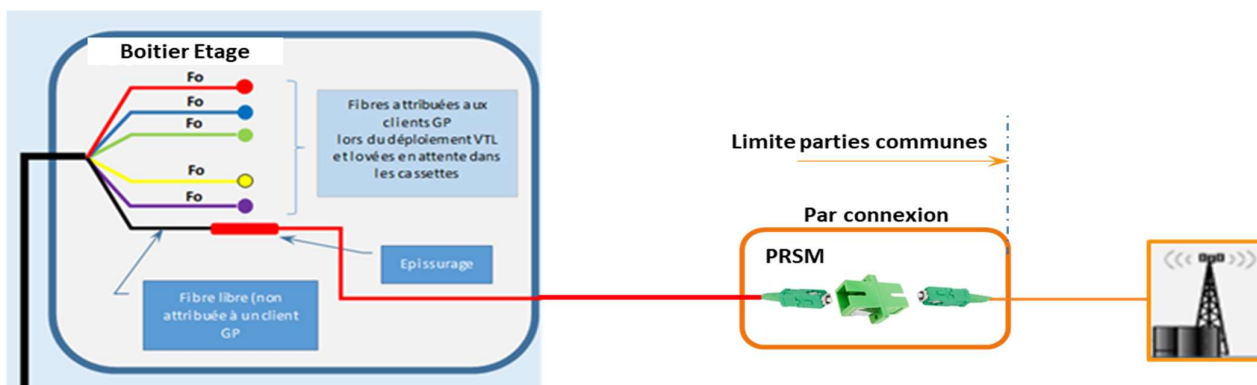 Boitier Etage
Fo
Fo
Fo
Fo
Fo
Fibres attribuées aux
clients GP
lors du déploiement VTL
et lovées en attente dans
les cassettes
Epissurage
Fibre libre (non
attribuée à un client
GP
Limite parties communes
Par connexion
PRSM